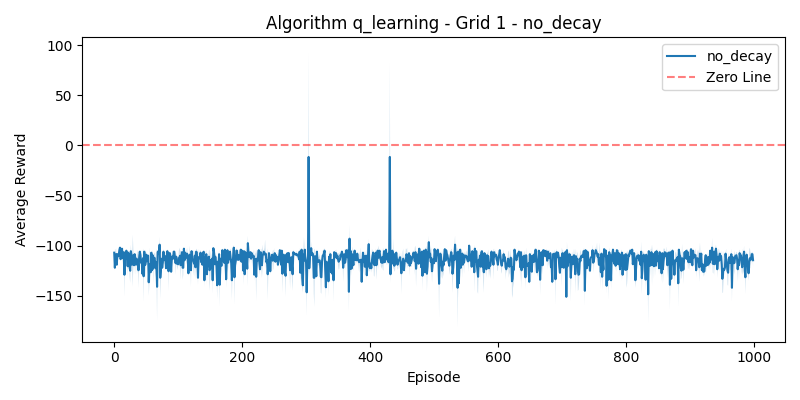 Algorithm q_learning - Grid 1 - no_decay
100
50
0
−50
−100
−150
Average Reward
no_decay
Zero Line
0
200
400
600
800
1000
Episode